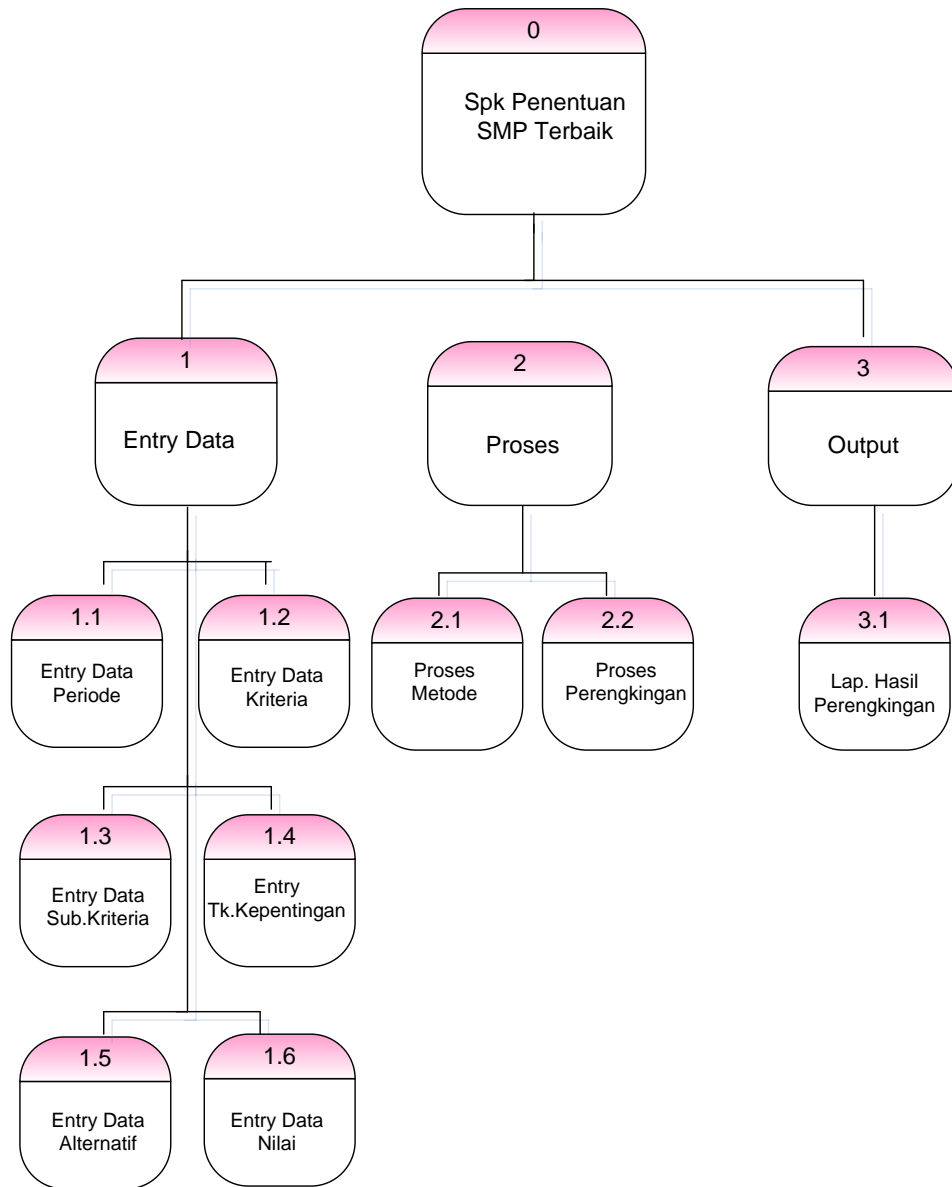 0
Spk Penentuan
SMP Terbaik
1
Entry Data
2
Proses
3
Output
1.1
Entry Data
Periode
1.2
Entry Data
Kriteria
2.1
Proses
Metode
2.2
Proses
Perengkingan
3.1
Lap. Hasil
Perengkingan
1.3
Entry Data
Sub.Kriteria
1.4
Entry
Tk.Kepentingan
1.5
Entry Data
Alternatif
1.6
Entry Data
Nilai